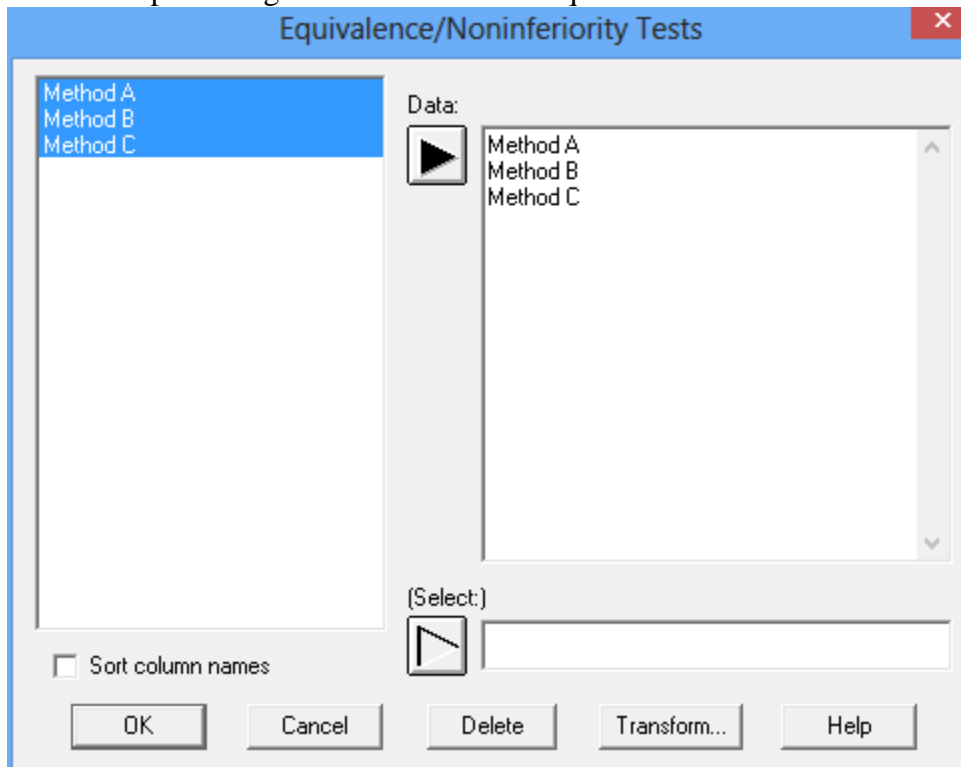 Equivalence/Noninferiority Tests
Method A
Method B
Method C
Data:
Method A
Method B
Method C
(Select:)
Sort column names
OK
Cancel
Delete
Transform...
Help